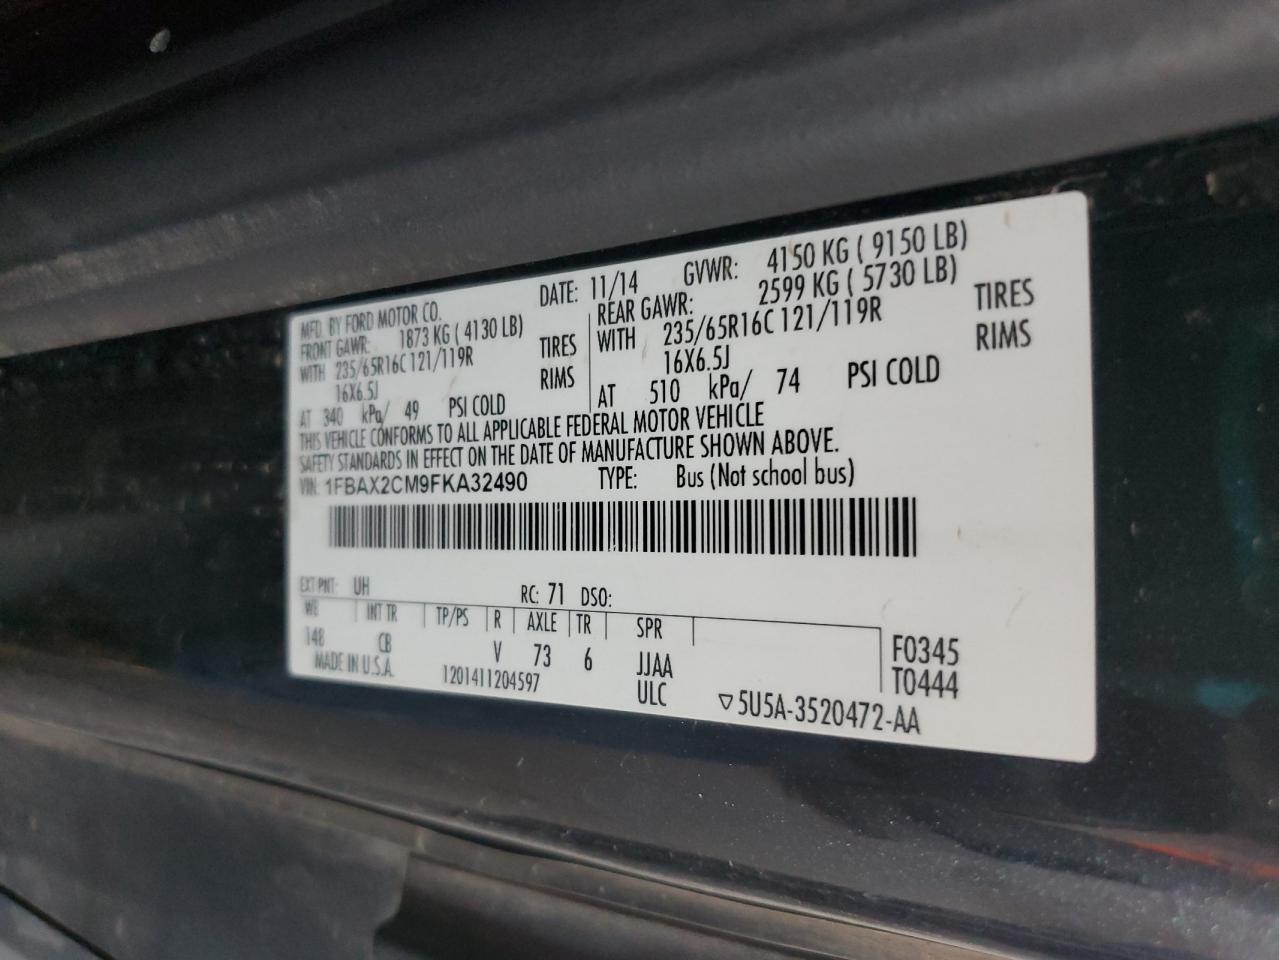 MFD. BY FORD MOTOR CO. DATE: 11/14 GVWR: 4150 KG ( 9150 LB)
FRONT GAWR: 1873 KG ( 4130 LB) REAR GAWR: 2599 KG ( 5730 LB)
WITH 235/65R16C 121/119R TIRES WITH 235/65R16C 121/119R TIRES
16X6.5J RIMS 16X6.5J RIMS
AT 340 kPa/ 49 PSI COLD AT 510 kPa/ 74 PSI COLD
THIS VEHICLE CONFORMS TO ALL APPLICABLE FEDERAL MOTOR VEHICLE
SAFETY STANDARDS IN EFFECT ON THE DATE OF MANUFACTURE SHOWN ABOVE.
VIN: 1FBAX2CM9FKA32490 TYPE: Bus (Not school bus)
EXT PNT: UH RC: 71 DSO:
WB INT TR TP/PS R AXLE TR SPR
148 CB V 73 6 JJAA F0345
MADE IN U.S.A. 1201411204597 ULC T0444
▽5U5A-3520472-AA